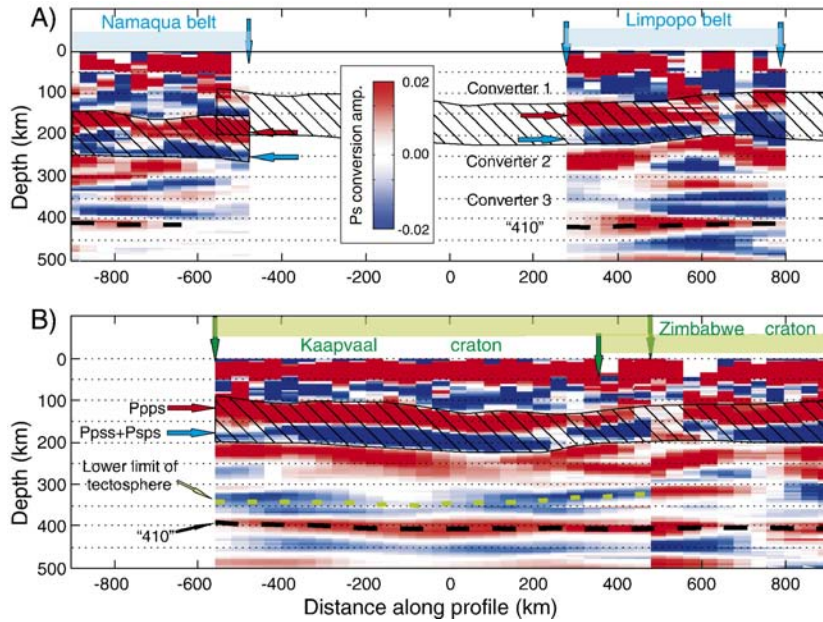 A)
Namaqua belt
Limpopo belt
0
100
200
300
400
500
Depth (km)
0.02
0.00
-0.02
Ps conversion amp.
Converter 1
Converter 2
Converter 3
"410"
-800 -600 -400 -200 0 200 400 600 800
B)
Kaapvaal craton
Zimbabwe craton
0
100
200
300
400
500
Depth (km)
Ppps
Ppss+Psps
Lower limit of
tectosphere
"410"
-800 -600 -400 -200 0 200 400 600 800
Distance along profile (km)